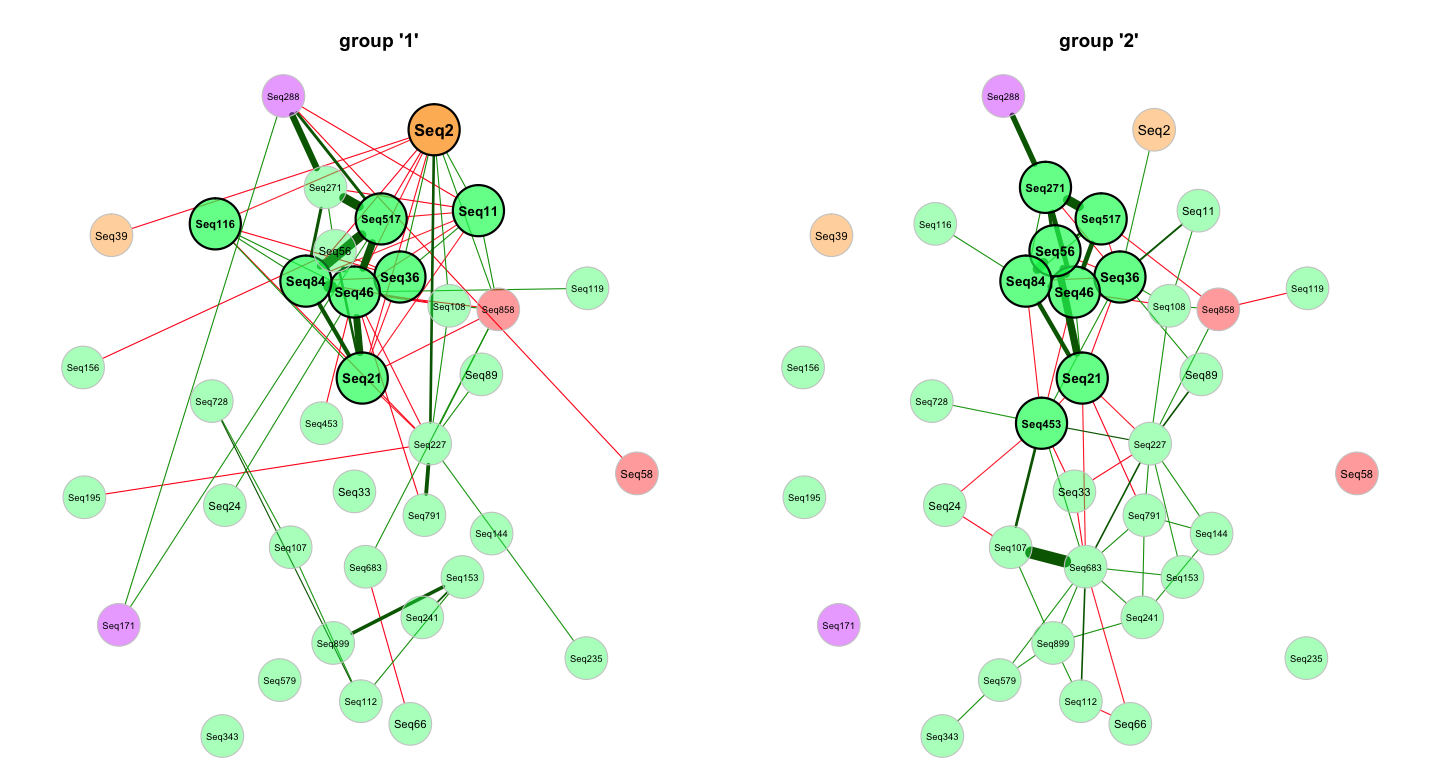 group '1'
Seq288
Seq2
Seq271
Seq11
Seq517
Seq116
Seq39
Seq56
Seq36
Seq84
Seq46
Seq119
Seq108
Seq858
Seq156
Seq21
Seq89
Seq728
Seq453
Seq227
Seq58
Seq33
Seq195
Seq24
Seq791
Seq144
Seq107
Seq683
Seq153
Seq241
Seq171
Seq899
Seq235
Seq579
Seq112
Seq66
Seq343
group '2'
Seq288
Seq2
Seq271
Seq11
Seq517
Seq116
Seq39
Seq56
Seq36
Seq84
Seq46
Seq119
Seq108
Seq858
Seq156
Seq21
Seq89
Seq728
Seq453
Seq227
Seq58
Seq33
Seq195
Seq24
Seq791
Seq144
Seq107
Seq683
Seq153
Seq241
Seq171
Seq899
Seq235
Seq579
Seq112
Seq66
Seq343